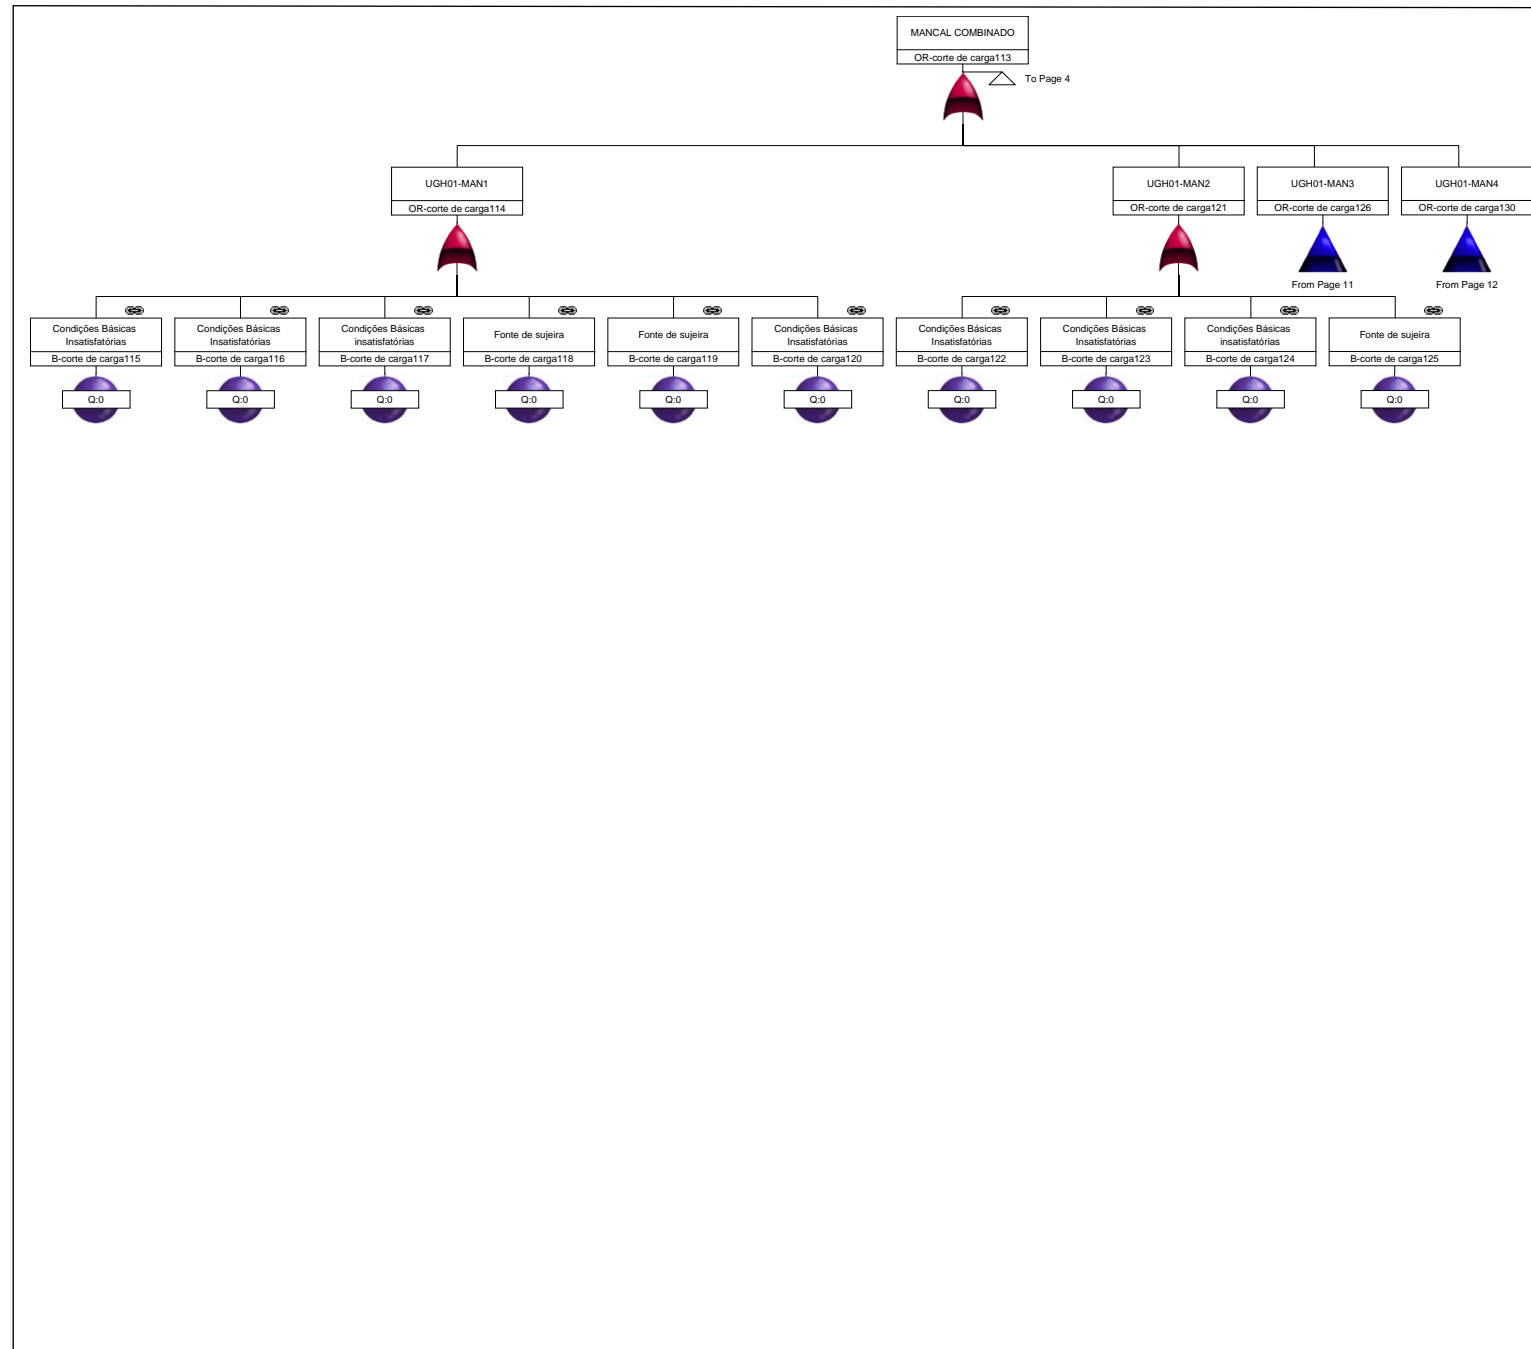 MANCAL COMBINADO
OR-corte de carga113
To Page 4
UGH01-MAN1
OR-corte de carga114
UGH01-MAN2
OR-corte de carga121
UGH01-MAN3
OR-corte de carga126
From Page 11
UGH01-MAN4
OR-corte de carga130
From Page 12
Condições Básicas
Insatisfatórias
B-corte de carga115
Q:0
Condições Básicas
Insatisfatórias
B-corte de carga116
Q:0
Condições Básicas
insatisfatórias
B-corte de carga117
Q:0
Fonte de sujeira
B-corte de carga118
Q:0
Fonte de sujeira
B-corte de carga119
Q:0
Condições Básicas
Insatisfatórias
B-corte de carga120
Q:0
Condições Básicas
Insatisfatórias
B-corte de carga122
Q:0
Condições Básicas
Insatisfatórias
B-corte de carga123
Q:0
Condições Básicas
insatisfatórias
B-corte de carga124
Q:0
Fonte de sujeira
B-corte de carga125
Q:0